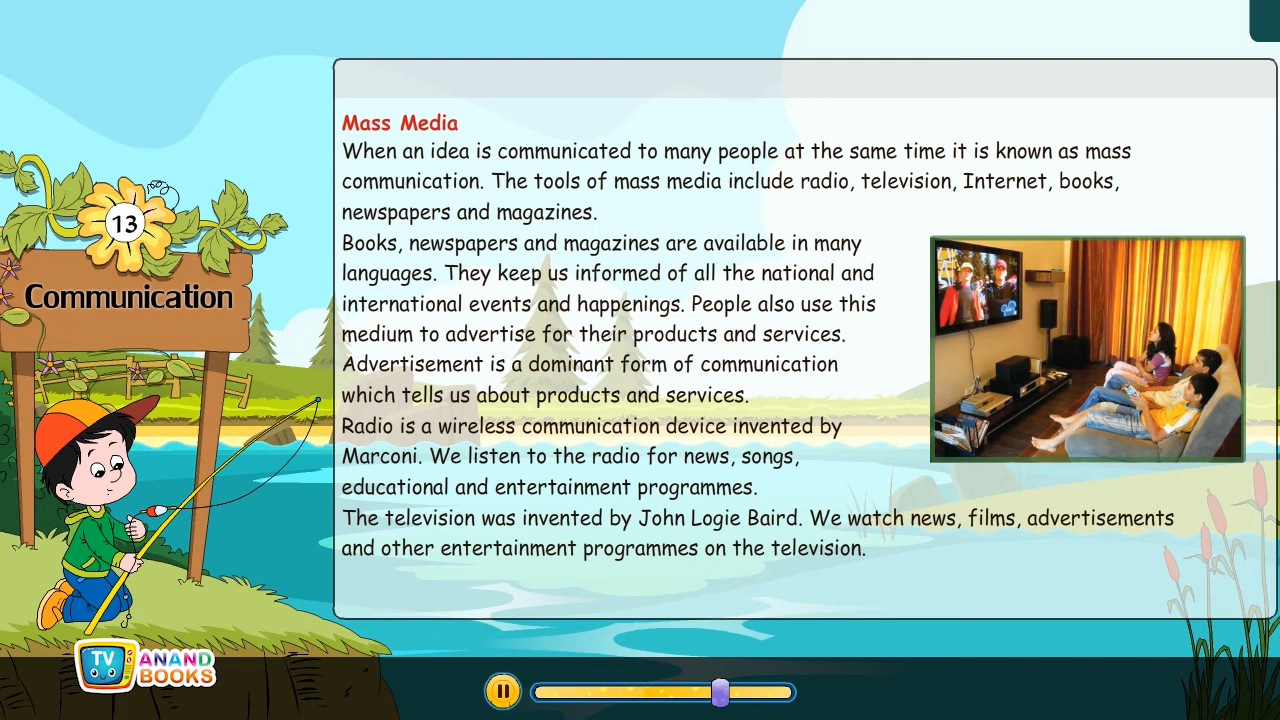 13
Communication
Mass Media
When an idea is communicated to many people at the same time it is known as mass
communication. The tools of mass media include radio, television, Internet, books,
newspapers and magazines.
Books, newspapers and magazines are available in many
languages. They keep us informed of all the national and
international events and happenings. People also use this
medium to advertise for their products and services.
Advertisement is a dominant form of communication
which tells us about products and services.
Radio is a wireless communication device invented by
Marconi. We listen to the radio for news, songs,
educational and entertainment programmes.
The television was invented by John Logie Baird. We watch news, films, advertisements
and other entertainment programmes on the television.
TV
ANAND
BOOKS